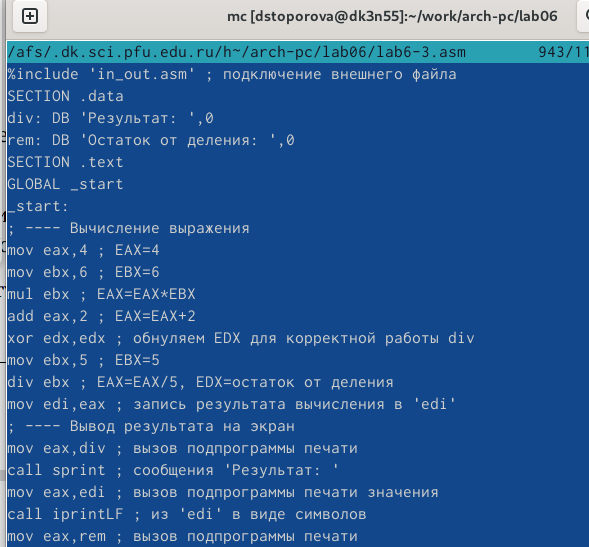 mc [dstoporova@dk3n55]:~/work/arch-pc/lab06
/afs/.dk.sci.pfu.edu.ru/h~/arch-pc/lab06/lab6-3.asm 943/11
%include 'in_out.asm' ; подключение внешнего файла
SECTION .data
div: DB 'Результат: ',0
rem: DB 'Остаток от деления: ',0
SECTION .text
GLOBAL _start
_start:
; ---- Вычисление выражения
mov eax,4 ; EAX=4
mov ebx,6 ; EBX=6
mul ebx ; EAX=EAX*EBX
add eax,2 ; EAX=EAX+2
xor edx,edx ; обнуляем EDX для корректной работы div
mov ebx,5 ; EBX=5
div ebx ; EAX=EAX/5, EDX=остаток от деления
mov edi,eax ; запись результата вычисления в 'edi'
; ---- Вывод результата на экран
mov eax,div ; вызов подпрограммы печати
call sprint ; сообщения 'Результат: '
mov eax,edi ; вызов подпрограммы печати значения
call iprintLF ; из 'edi' в виде символов
mov eax,rem ; вызов подпрограммы печати